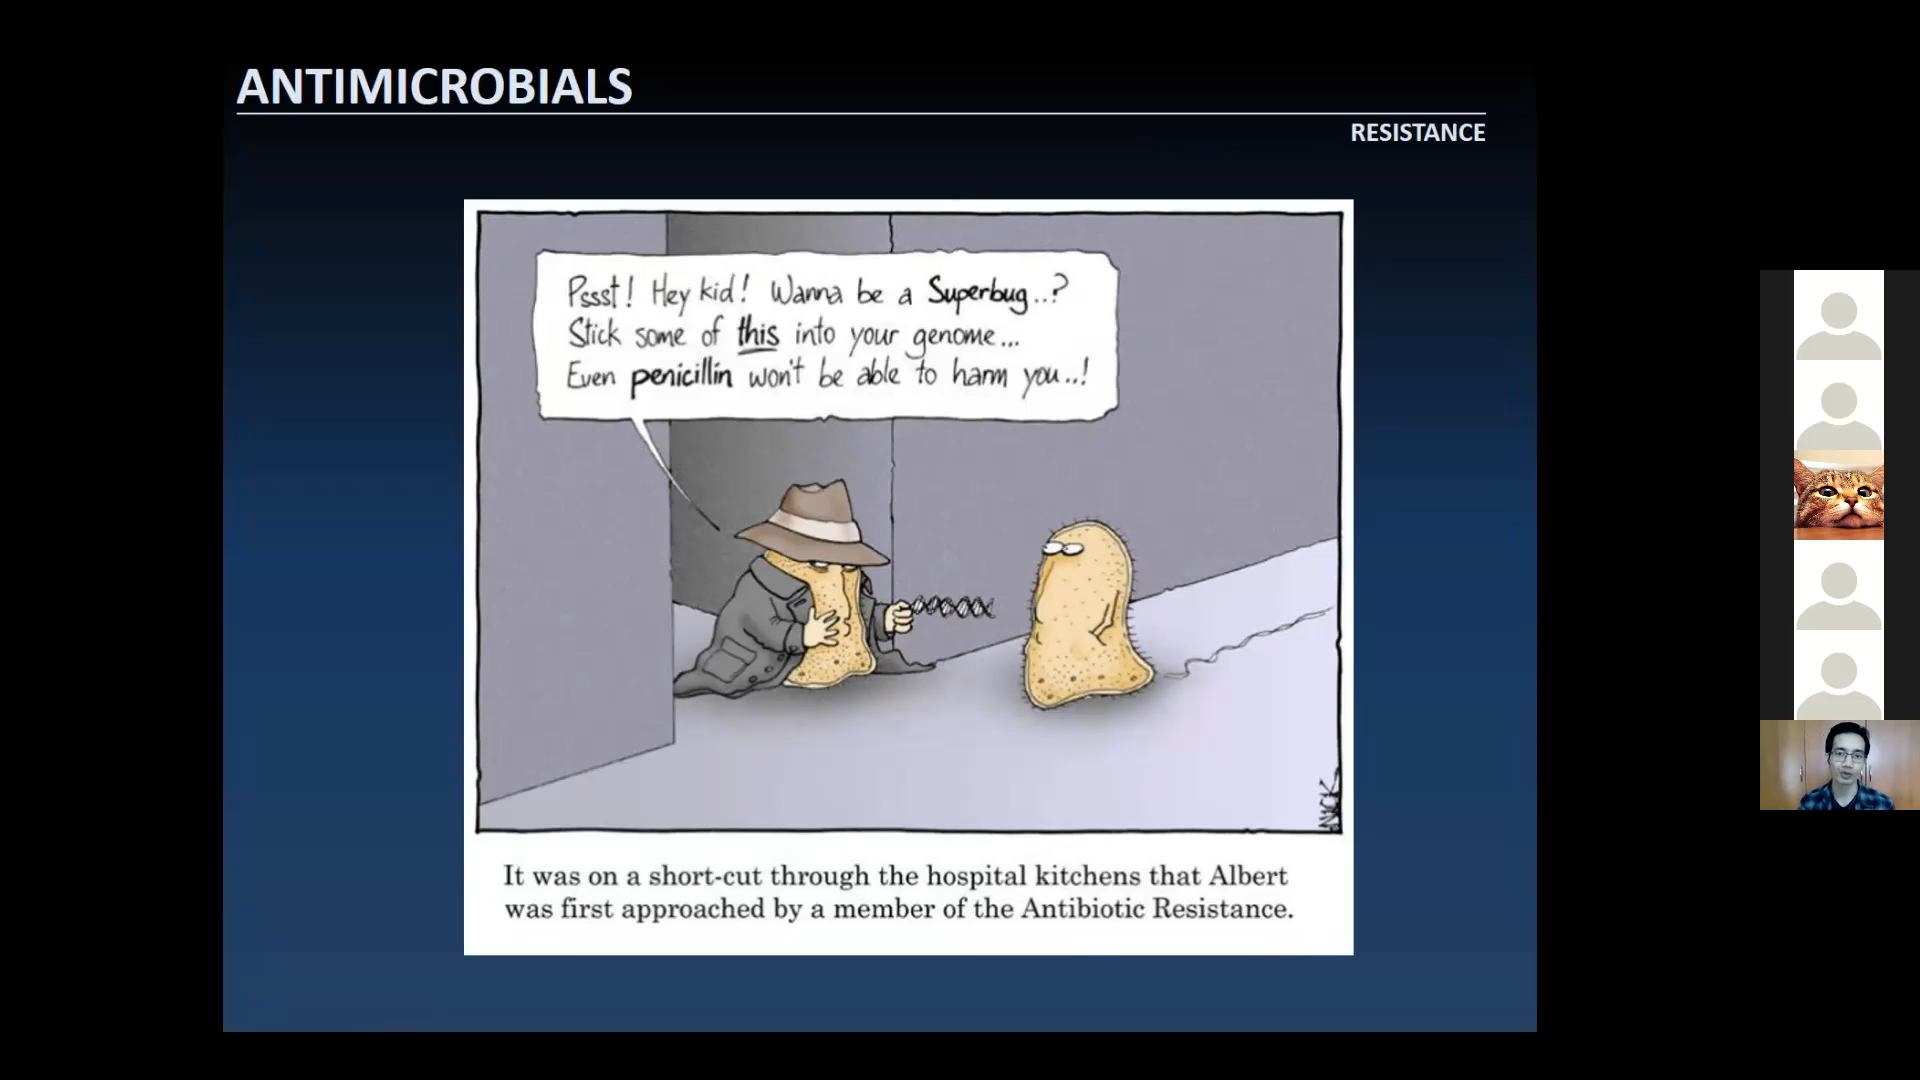 ANTIMICROBIALS
RESISTANCE
Pssst! Hey kid! Wanna be a Superbug..?
Stick some of this into your genome...
Even penicillin won't be able to harm you..!
NICK
It was on a short-cut through the hospital kitchens that Albert
was first approached by a member of the Antibiotic Resistance.